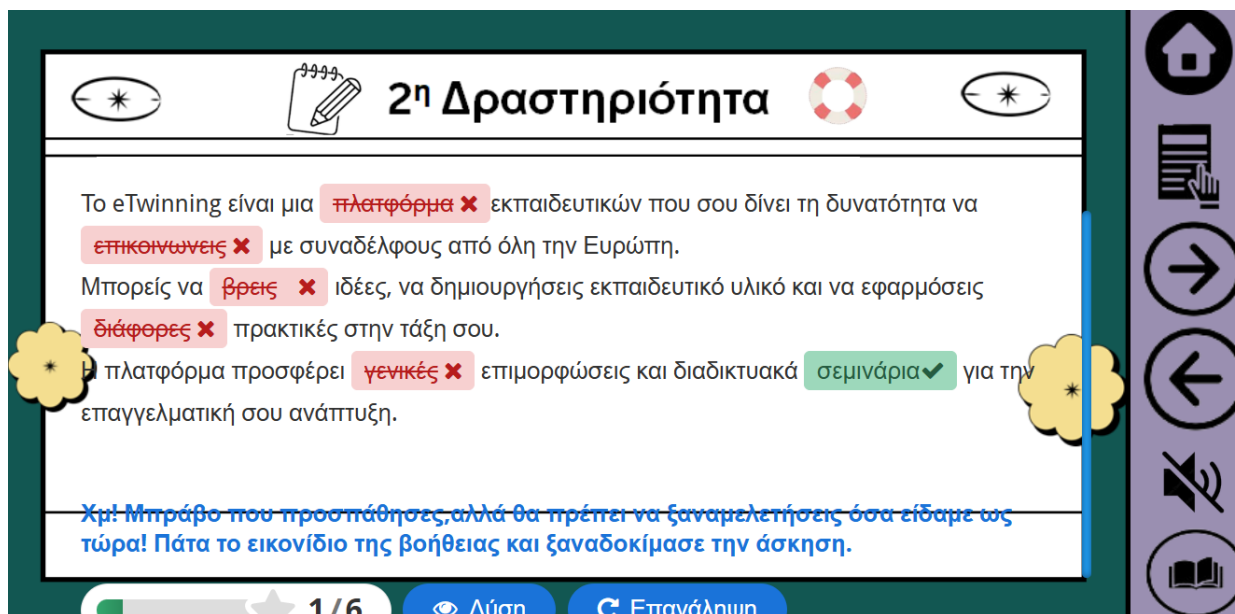 2η Δραστηριότητα
Το eTwinning είναι μια πλατφόρμα εκπαιδευτικών που σου δίνει τη δυνατότητα να
επικοινωνεις με συναδέλφους από όλη την Ευρώπη.
Μπορείς να βρεις ιδέες, να δημιουργήσεις εκπαιδευτικό υλικό και να εφαρμόσεις
διάφορες πρακτικές στην τάξη σου.
Η πλατφόρμα προσφέρει γενικές επιμορφώσεις και διαδικτυακά σεμινάρια για την
επαγγελματική σου ανάπτυξη.
Χμ! Μπράβο που προσπάθησες,αλλά θα πρέπει να ξαναμελετήσεις όσα είδαμε ως
τώρα! Πάτα το εικονίδιο της βοήθειας και ξαναδοκίμασε την άσκηση.
1/6 Λύση Επανάληψη